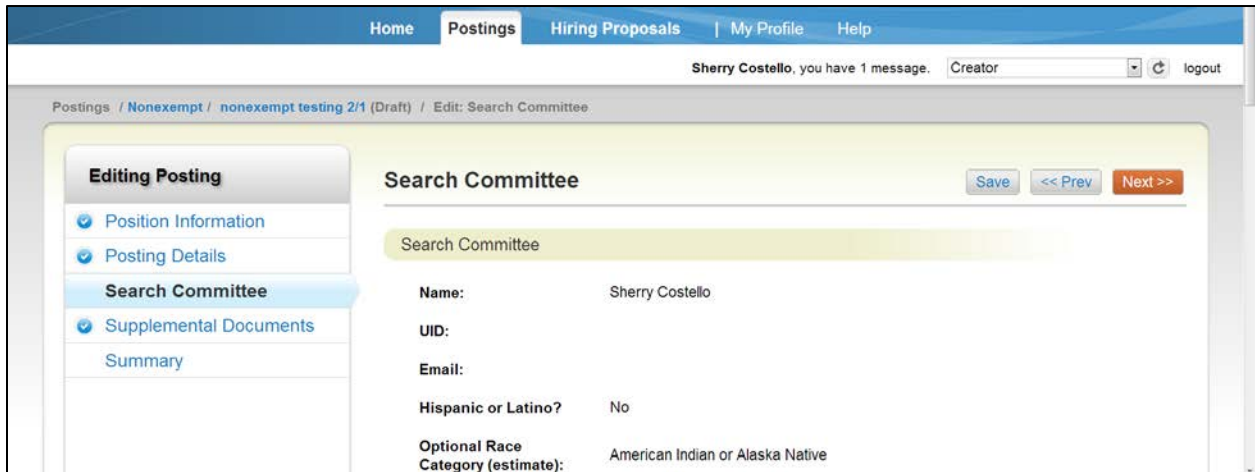 Home Postings Hiring Proposals | My Profile Help
Sherry Costello, you have 1 message. Creator logout
Postings / Nonexempt / nonexempt testing 2/1 (Draft) / Edit: Search Committee
Editing Posting
Position Information
Posting Details
Search Committee
Supplemental Documents
Summary
Search Committee Save << Prev Next >>
Search Committee
Name: Sherry Costello
UID:
Email:
Hispanic or Latino? No
Optional Race
Category (estimate): American Indian or Alaska Native